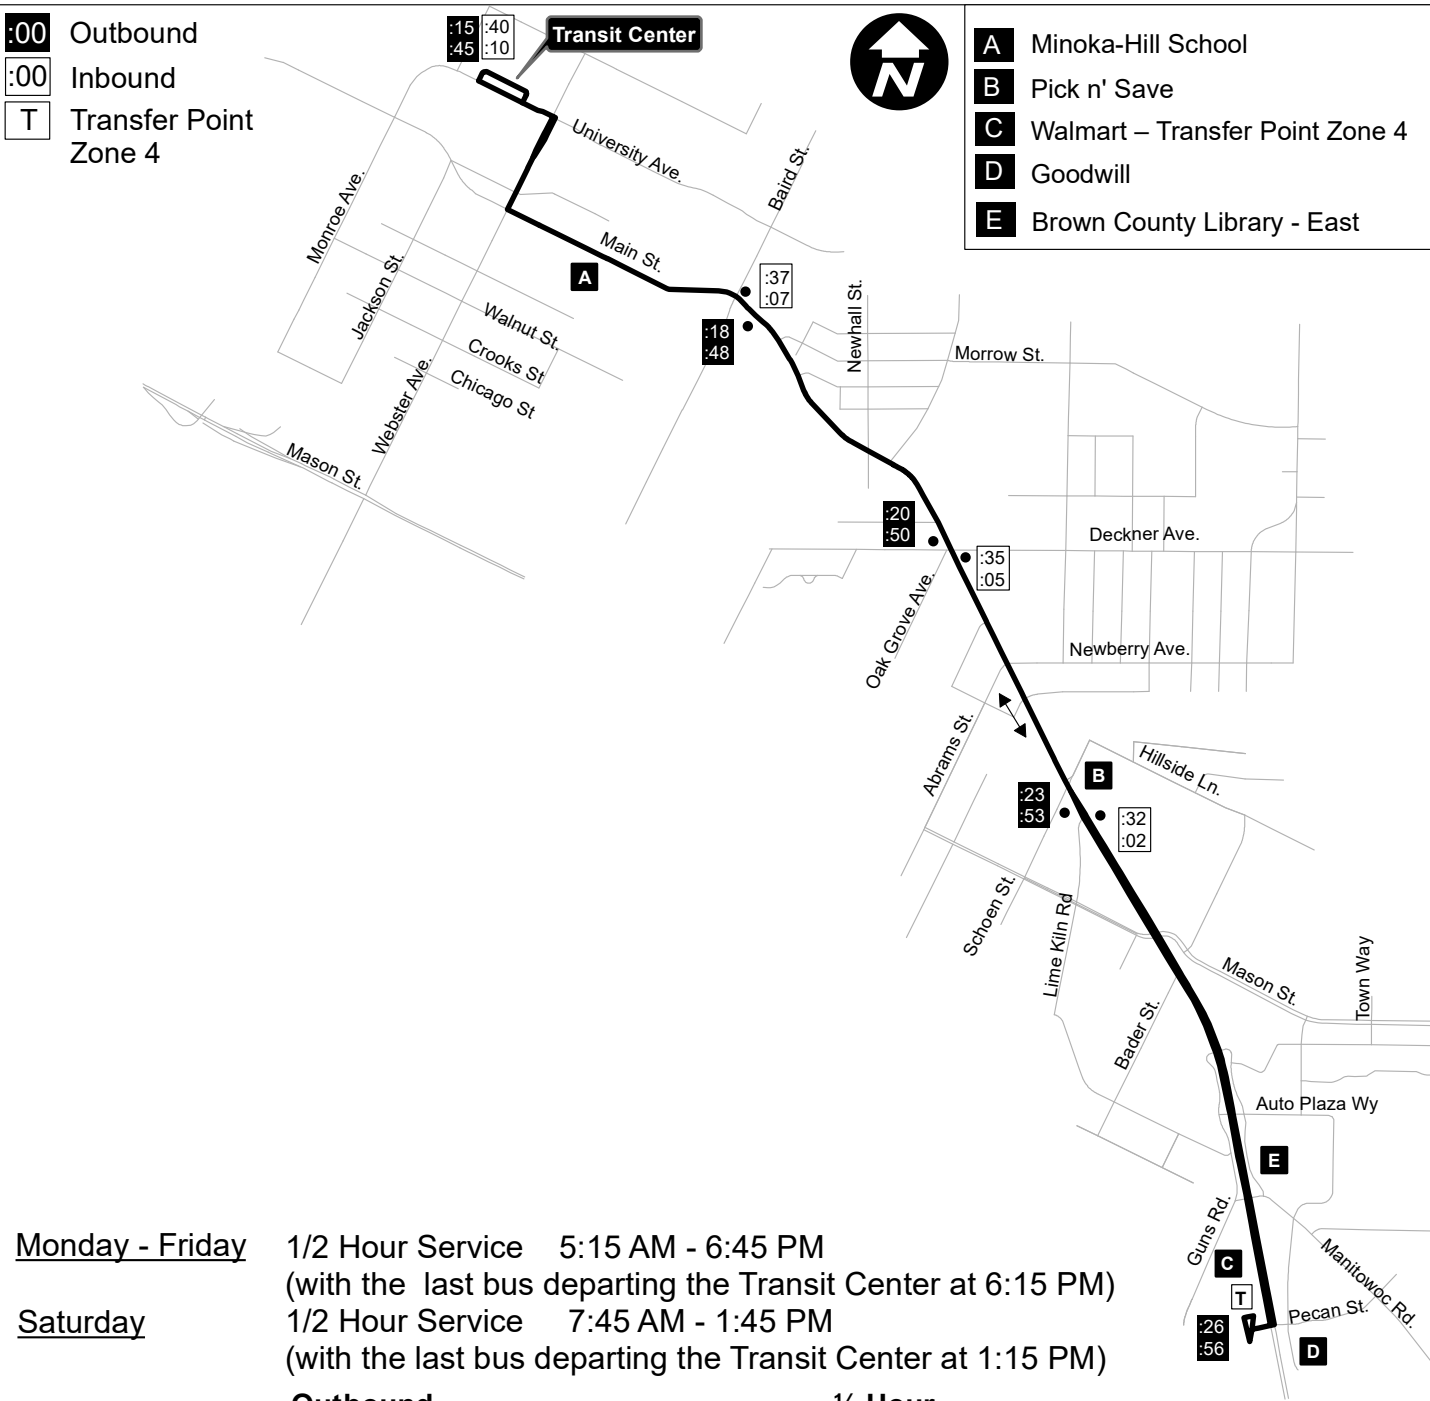 :00 Outbound
:00 Inbound
T Transfer Point
Zone 4
:15 :40
:45 :10
Transit Center
N
A Minoka-Hill School
B Pick n' Save
C Walmart – Transfer Point Zone 4
D Goodwill
E Brown County Library - East
University Ave.
Baird St.
Monroe Ave.
Main St.
Jackson St.
A
:37
:07
Walnut St.
:18
:48
Newhall St.
Crooks St
Morrow St.
Chicago St
Webster Ave.
Mason St.
:20
:50
Deckner Ave.
:35
:05
Oak Grove Ave.
Newberry Ave.
Abrams St.
Hillside Ln.
B
:23
:53
:32
:02
Schoen St.
Lime Kiln Rd
Mason St.
Town Way
Bader St.
Auto Plaza Wy
E
Guns Rd.
Manitowoc Rd.
C
T
Pecan St.
:26
:56
D
Monday - Friday 1/2 Hour Service 5:15 AM - 6:45 PM
(with the last bus departing the Transit Center at 6:15 PM)
Saturday 1/2 Hour Service 7:45 AM - 1:45 PM
(with the last bus departing the Transit Center at 1:15 PM)
Outbound ½ Hour